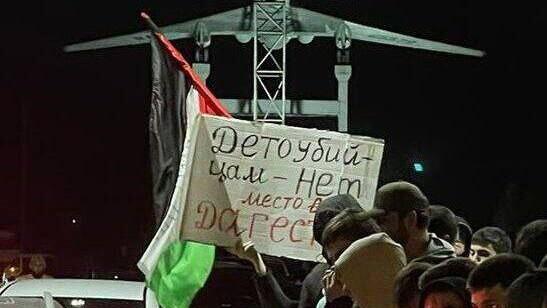 Детоубий-
цам - нет
место в
Дагест